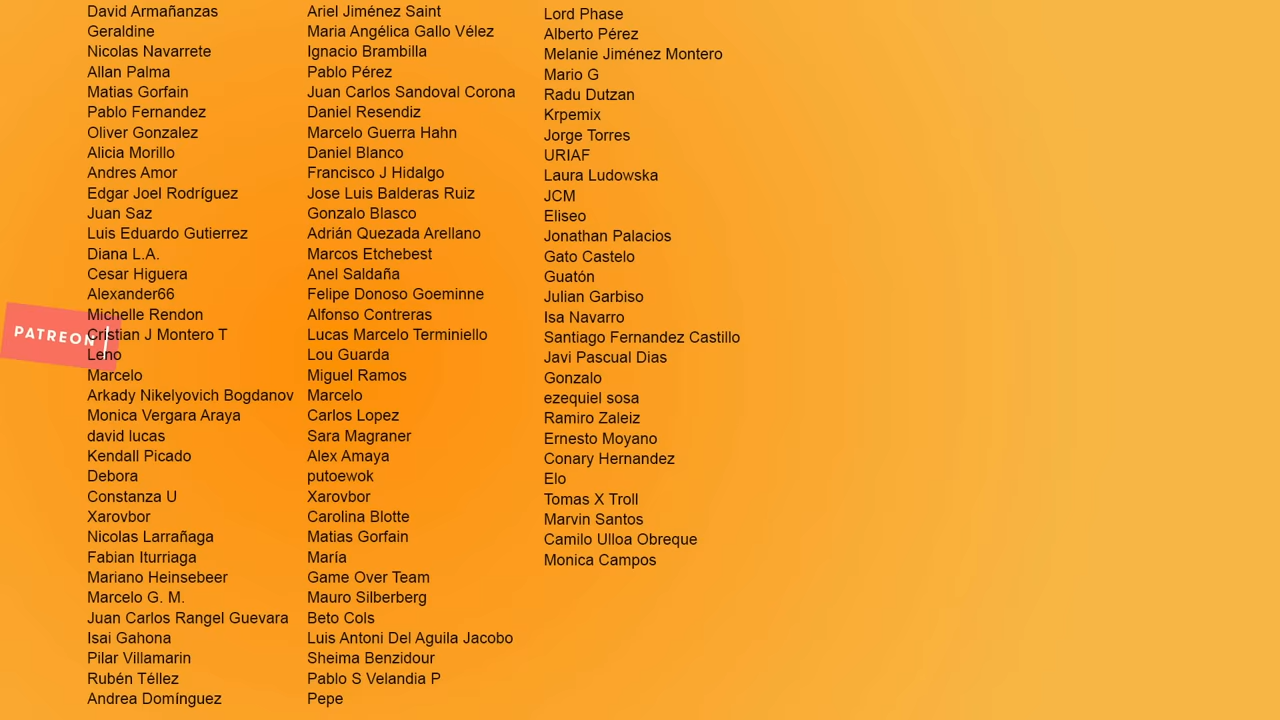 David Armañanzas
Geraldine
Nicolas Navarrete
Allan Palma
Matias Gorfain
Pablo Fernandez
Oliver Gonzalez
Alicia Morillo
Andres Amor
Edgar Joel Rodríguez
Juan Saz
Luis Eduardo Gutierrez
Diana L.A.
Cesar Higuera
Alexander66
Michelle Rendon
PATREON
Cristian J Montero T
Leno
Marcelo
Arkady Nikelyovich Bogdanov
Monica Vergara Araya
david lucas
Kendall Picado
Debora
Constanza U
Xarovbor
Nicolas Larrañaga
Fabian Iturriaga
Mariano Heinsebeer
Marcelo G. M.
Juan Carlos Rangel Guevara
Isai Gahona
Pilar Villamarin
Rubén Téllez
Andrea Domínguez
Ariel Jiménez Saint
Maria Angélica Gallo Vélez
Ignacio Brambilla
Pablo Pérez
Juan Carlos Sandoval Corona
Daniel Resendiz
Marcelo Guerra Hahn
Daniel Blanco
Francisco J Hidalgo
Jose Luis Balderas Ruiz
Gonzalo Blasco
Adrián Quezada Arellano
Marcos Etchebest
Anel Saldaña
Felipe Donoso Goeminne
Alfonso Contreras
Lucas Marcelo Terminiello
Lou Guarda
Miguel Ramos
Marcelo
Carlos Lopez
Sara Magraner
Alex Amaya
putoewok
Xarovbor
Carolina Blotte
Matias Gorfain
María
Game Over Team
Mauro Silberberg
Beto Cols
Luis Antoni Del Aguila Jacobo
Sheima Benzidour
Pablo S Velandia P
Pepe
Lord Phase
Alberto Pérez
Melanie Jiménez Montero
Mario G
Radu Dutzan
Krpemix
Jorge Torres
URIAF
Laura Ludowska
JCM
Eliseo
Jonathan Palacios
Gato Castelo
Guatón
Julian Garbiso
Isa Navarro
Santiago Fernandez Castillo
Javi Pascual Dias
Gonzalo
ezequiel sosa
Ramiro Zaleiz
Ernesto Moyano
Conary Hernandez
Elo
Tomas X Troll
Marvin Santos
Camilo Ulloa Obreque
Monica Campos